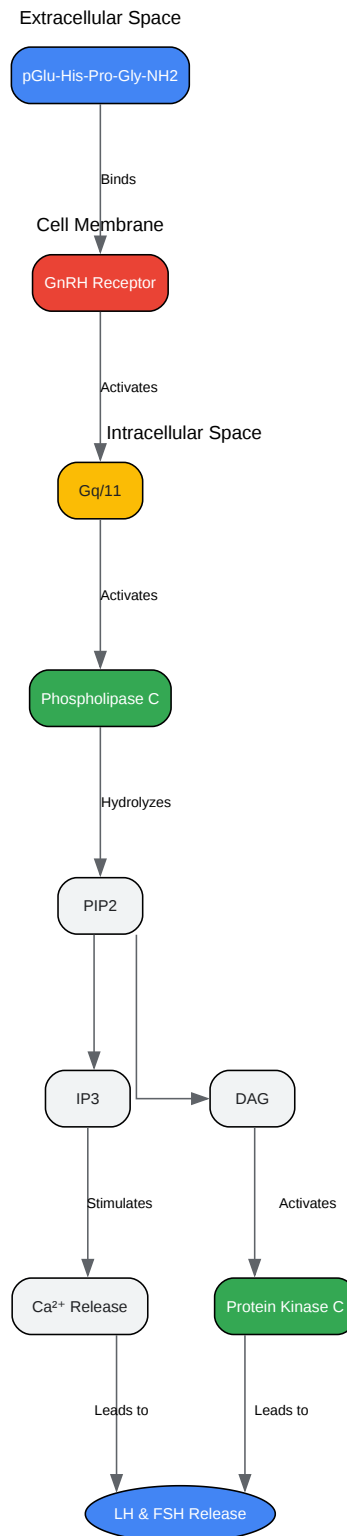 Extracellular Space
pGlu-His-Pro-Gly-NH2
Binds
Cell Membrane
GnRH Receptor
Activates
Intracellular Space
Gq/11
Activates
Phospholipase C
Hydrolyzes
PIP2
IP3
DAG
Stimulates
Activates
Ca²⁺ Release
Protein Kinase C
Leads to
Leads to
LH & FSH Release